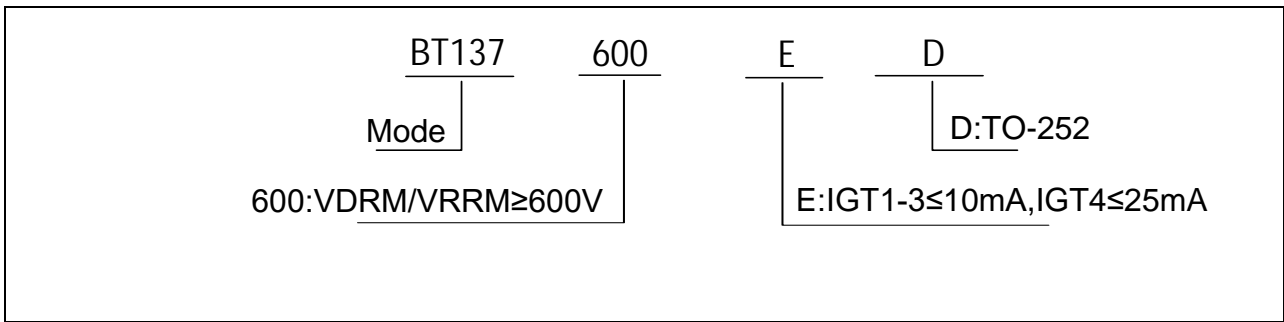 BT137 600 E D
Mode D:TO-252
600:VDRM/VRRM≥600V E:IGT1-3≤10mA,IGT4≤25mA